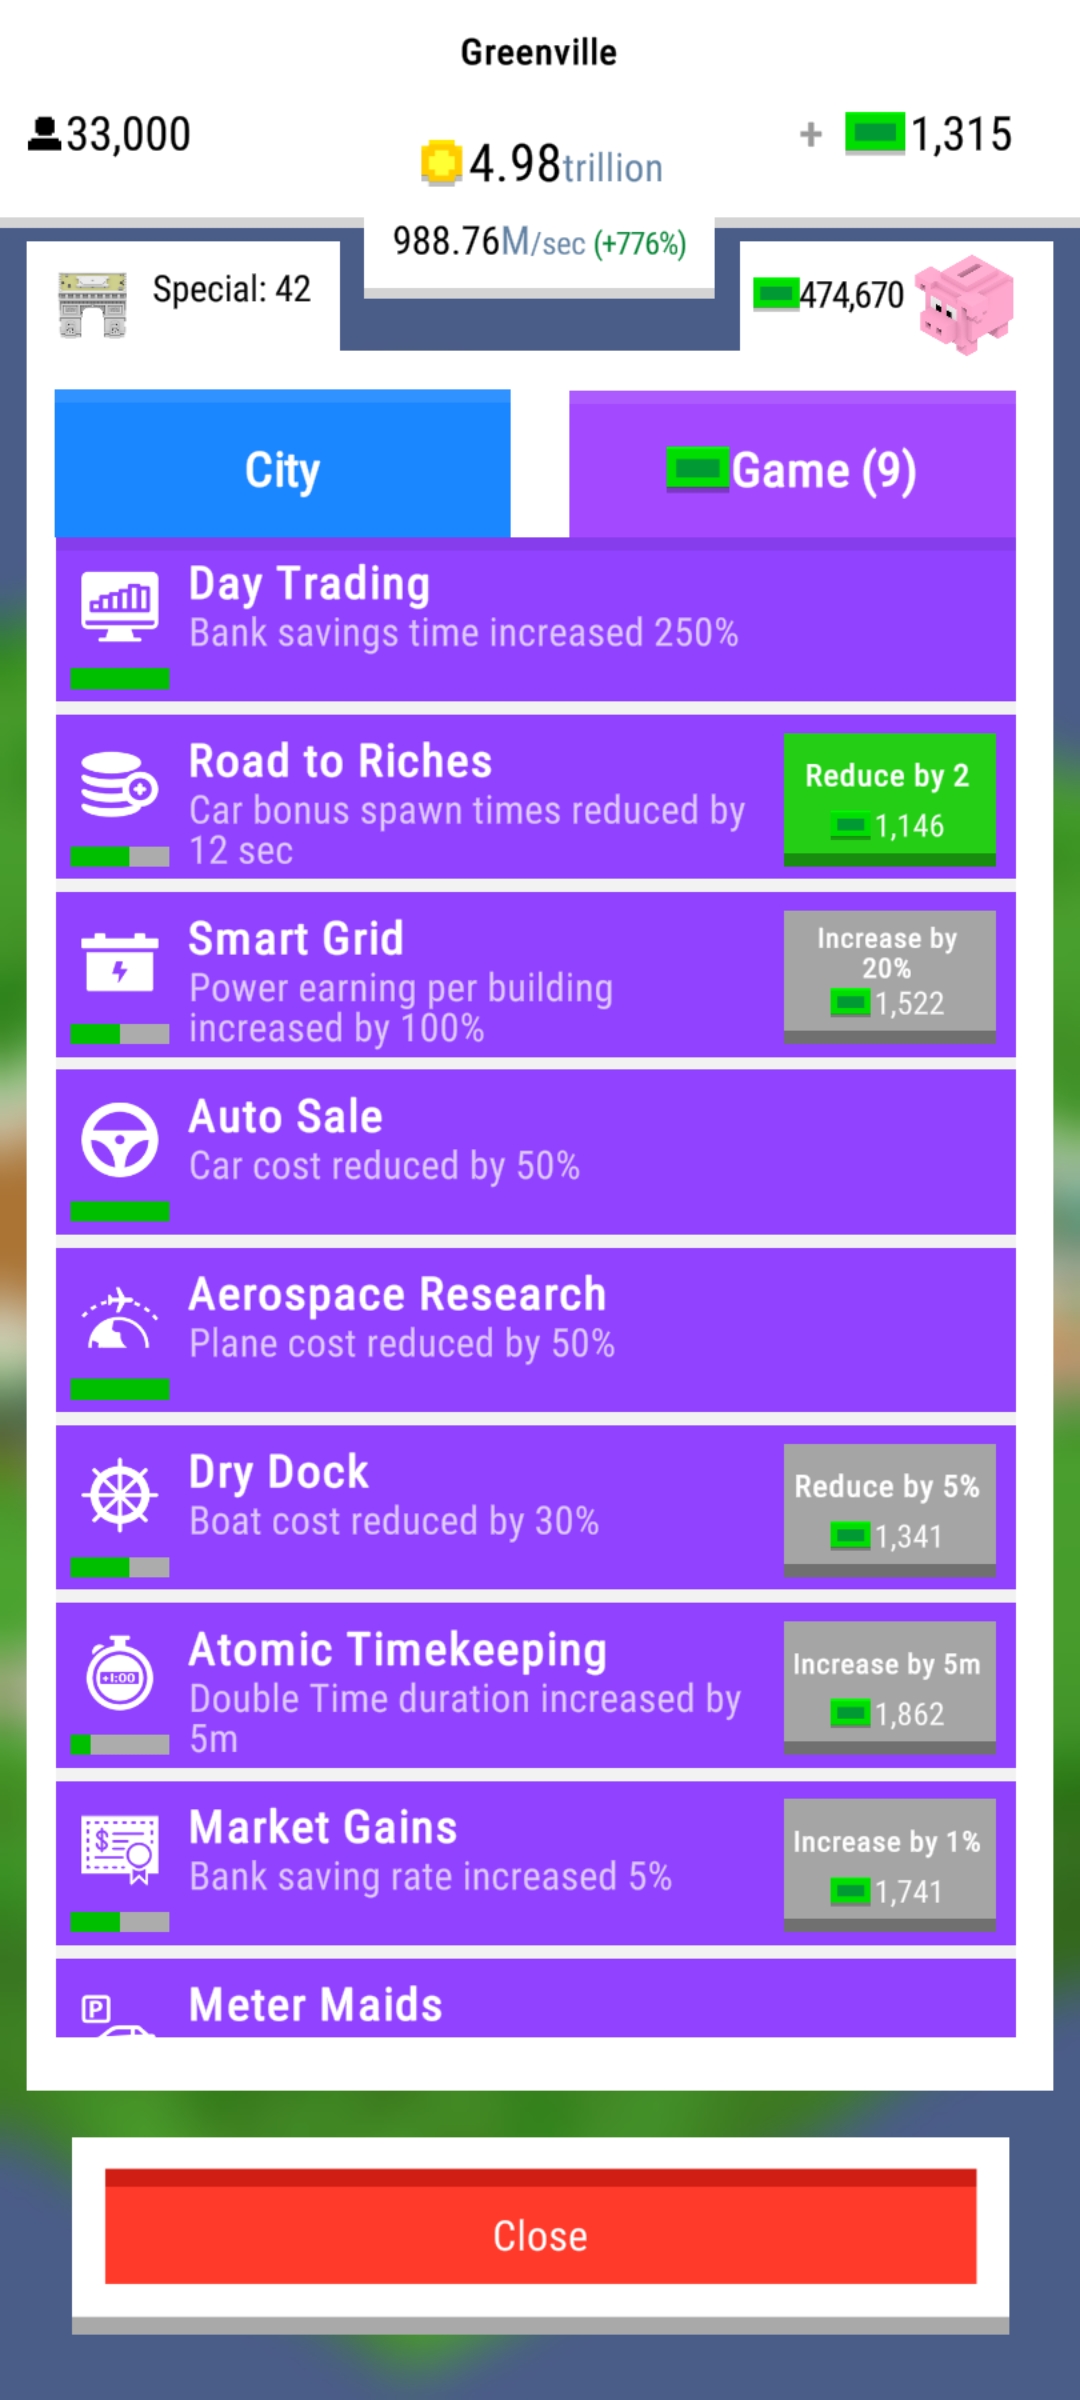 Greenville
33,000
+ 1,315
4.98trillion
988.76M/sec (+776%)
Special: 42
474,670
City
Game (9)
Day Trading
Bank savings time increased 250%
Road to Riches
Car bonus spawn times reduced by
12 sec
Reduce by 2
1,146
Smart Grid
Power earning per building
increased by 100%
Increase by
20%
1,522
Auto Sale
Car cost reduced by 50%
Aerospace Research
Plane cost reduced by 50%
Dry Dock
Boat cost reduced by 30%
Reduce by 5%
1,341
+1:00
Atomic Timekeeping
Double Time duration increased by
5m
Increase by 5m
1,862
$
Market Gains
Bank saving rate increased 5%
Increase by 1%
1,741
P
Meter Maids
Close